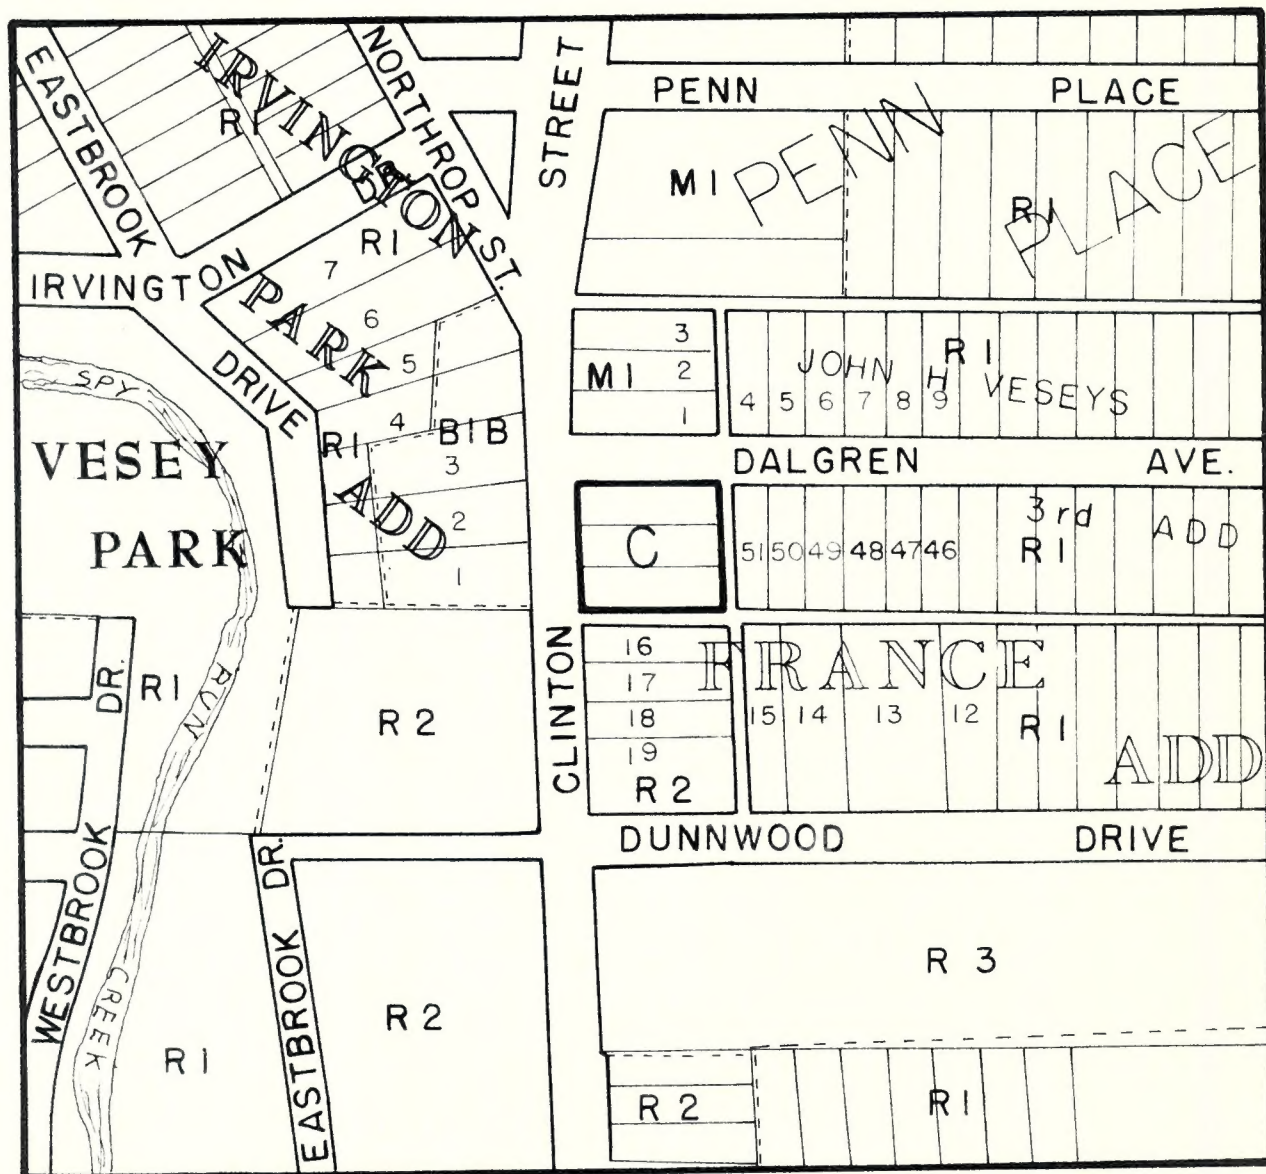 EASTBROOK
IRVINGTON
R1
NORTHROP ST.
STREET
PENN PLACE
M1
PENN
PLACE
R1
IRVINGTON
DRIVE
R1
7
6
5
4
PARK
ADD
R1
B1B
3
2
1
M1
3
2
1
R1
JOHN H VESEYS
4 5 6 7 8 9
SPY
RUN
CREEK
VESEY
PARK
DALGREN AVE.
C
3rd ADD
51 50 49 48 47 46
R1
CLINTON
16
17
18
19
R2
FRANCE
ADD
15 14 13 12
R1
R1
R2
WESTBROOK DR.
DUNNWOOD DRIVE
EASTBROOK DR.
R1
R2
R3
R2
R1